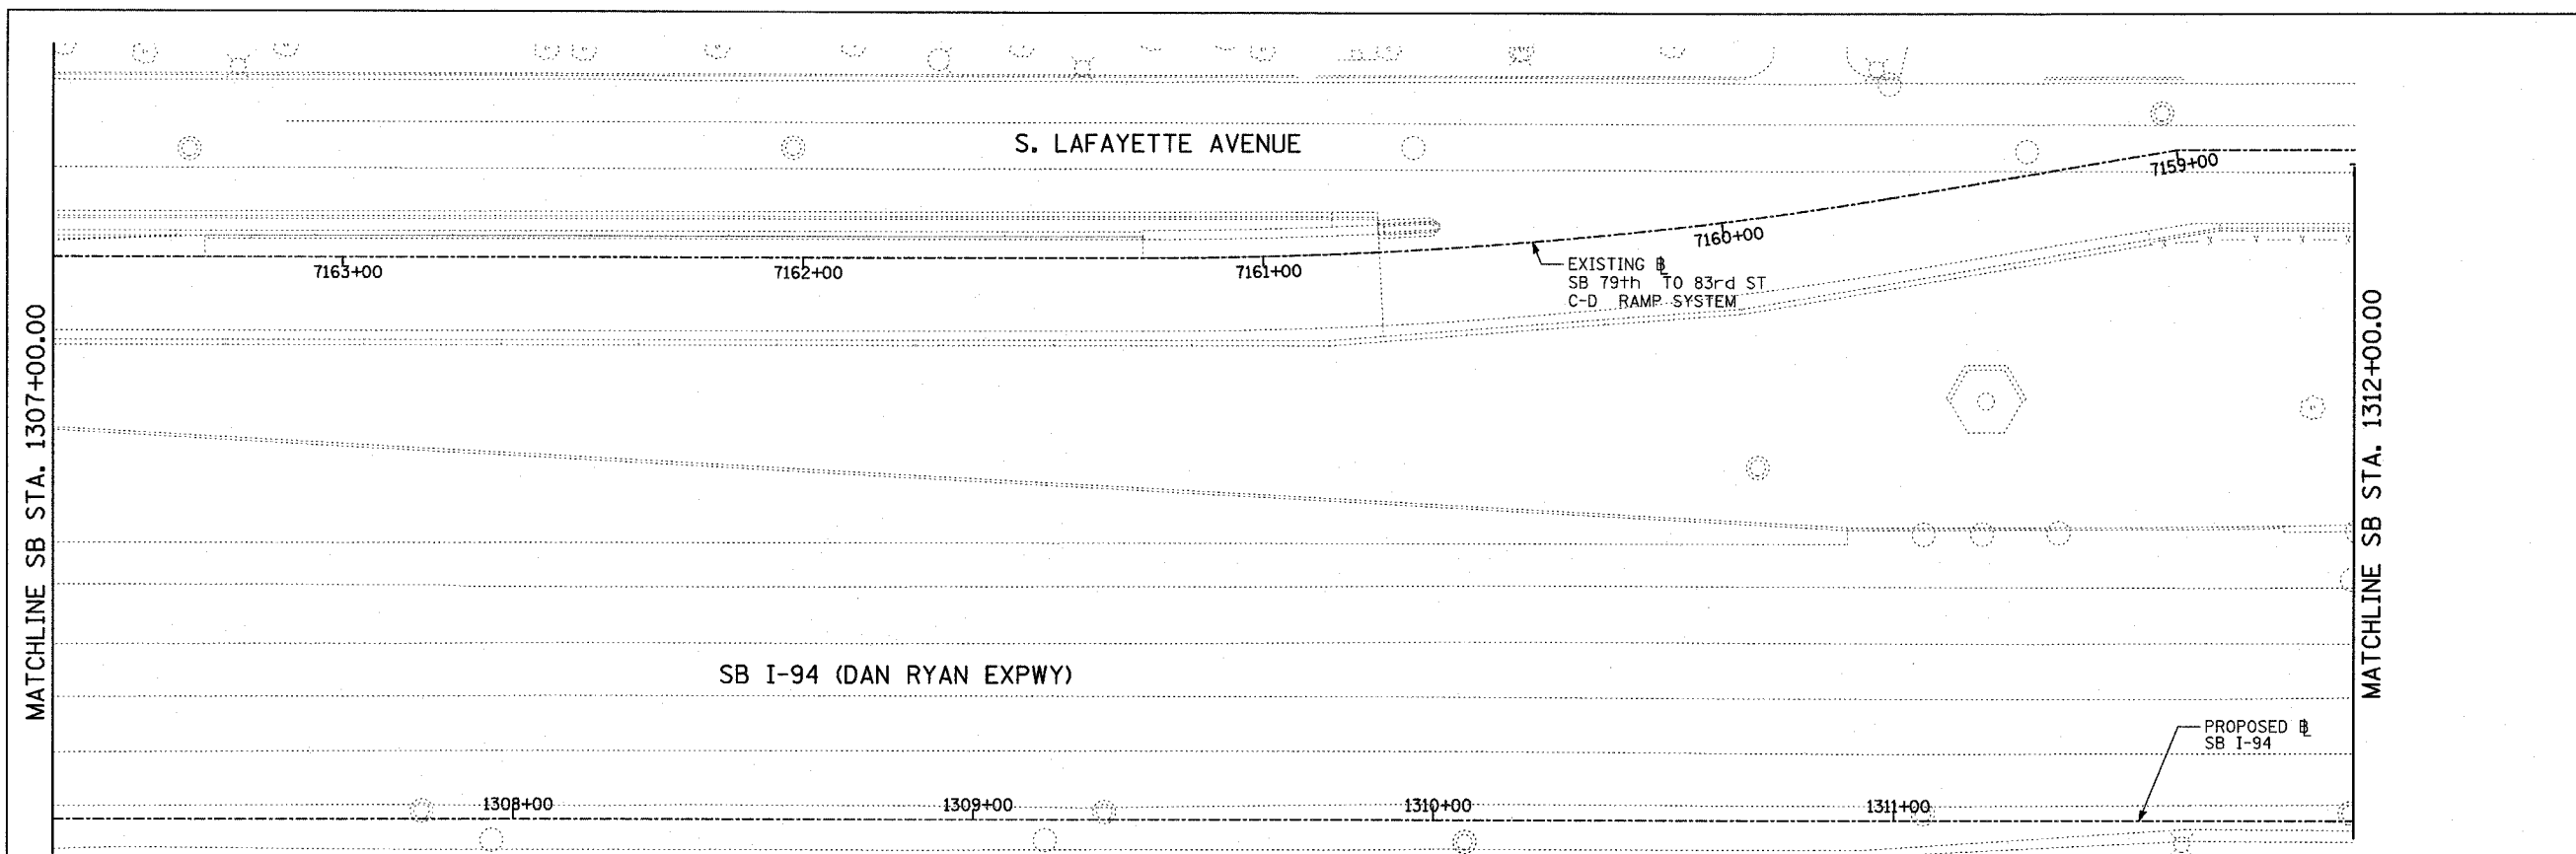 S. LAFAYETTE AVENUE
7159+00
7160+00
7163+00
7162+00
7161+00
EXISTING B̲L
SB 79th TO 83rd ST
C-D RAMP SYSTEM
MATCHLINE SB STA. 1307+00.00
MATCHLINE SB STA. 1312+00.00
SB I-94 (DAN RYAN EXPWY)
PROPOSED B̲L
SB I-94
1308+00
1309+00
1310+00
1311+00